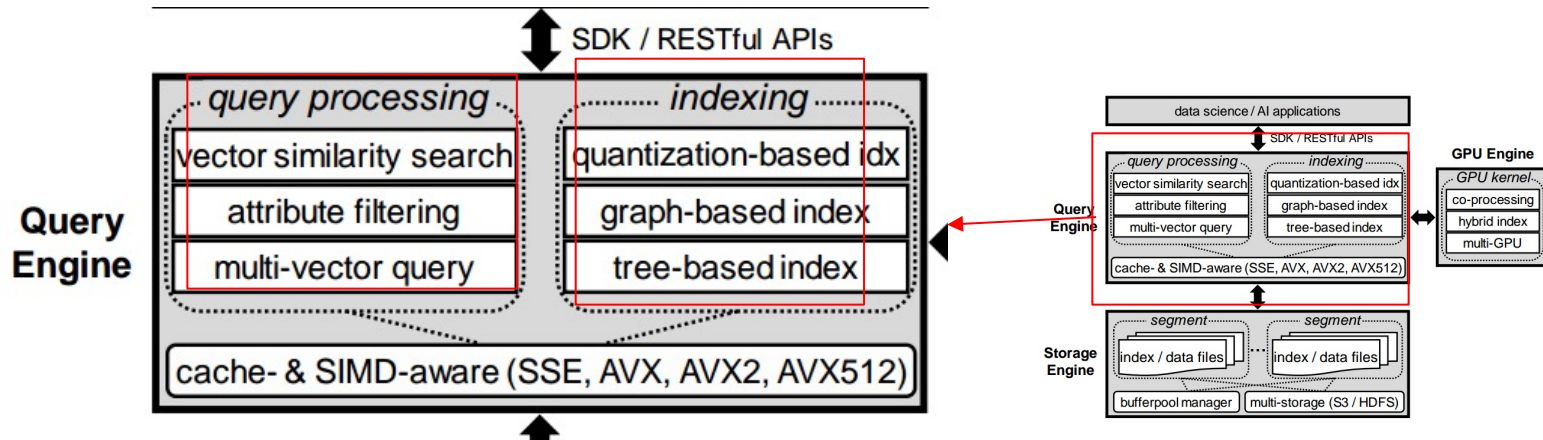 SDK / RESTful APIs
query processing
indexing
vector similarity search
quantization-based idx
attribute filtering
graph-based index
multi-vector query
tree-based index
Query
Engine
cache- & SIMD-aware (SSE, AVX, AVX2, AVX512)
data science / AI applications
SDK / RESTful APIs
query processing
indexing
vector similarity search
quantization-based idx
attribute filtering
graph-based index
multi-vector query
tree-based index
Query
Engine
cache- & SIMD-aware (SSE, AVX, AVX2, AVX512)
GPU Engine
GPU kernel
co-processing
hybrid index
multi-GPU
segment
segment
index / data files
index / data files
Storage
Engine
bufferpool manager
multi-storage (S3 / HDFS)